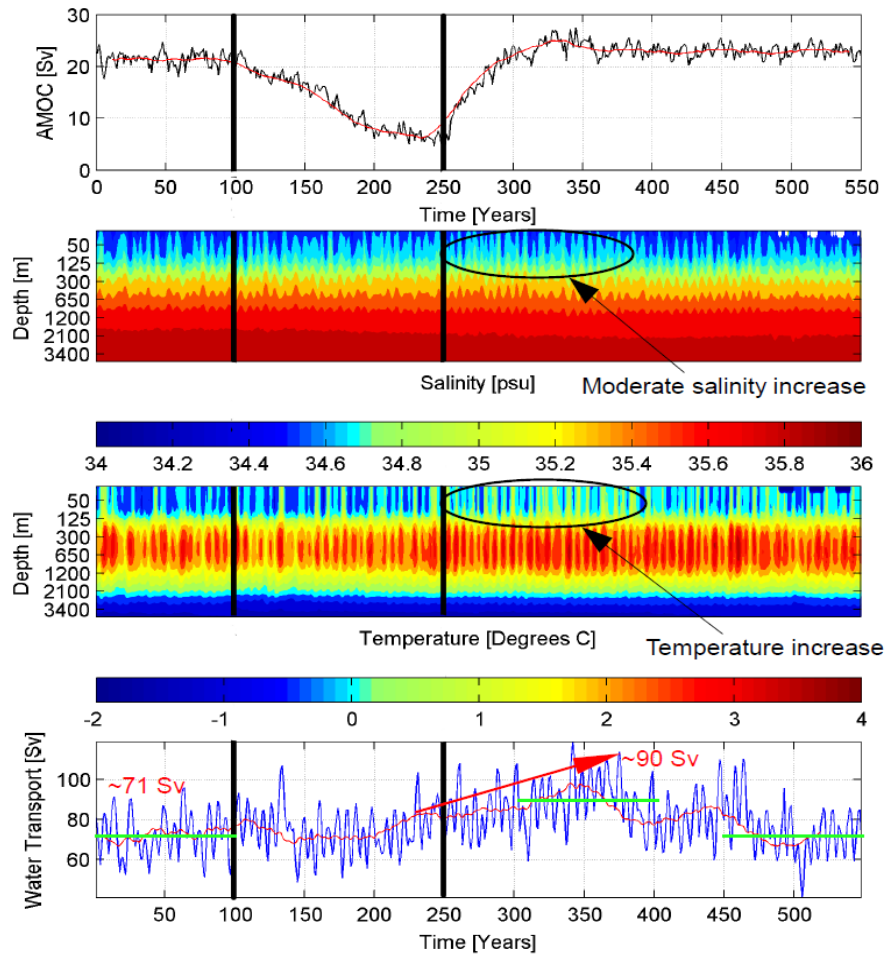 30
20
10
0
AMOC [Sv]
0 50 100 150 200 250 300 350 400 450 500 550
Time [Years]
50
125
300
650
1200
2100
3400
Depth [m]
Salinity [psu]
Moderate salinity increase
34 34.2 34.4 34.6 34.8 35 35.2 35.4 35.6 35.8 36
50
125
300
650
1200
2100
3400
Depth [m]
Temperature [Degrees C]
Temperature increase
-2 -1 0 1 2 3 4
100
80
60
Water Transport [Sv]
~71 Sv
~90 Sv
50 100 150 200 250 300 350 400 450 500
Time [Years]